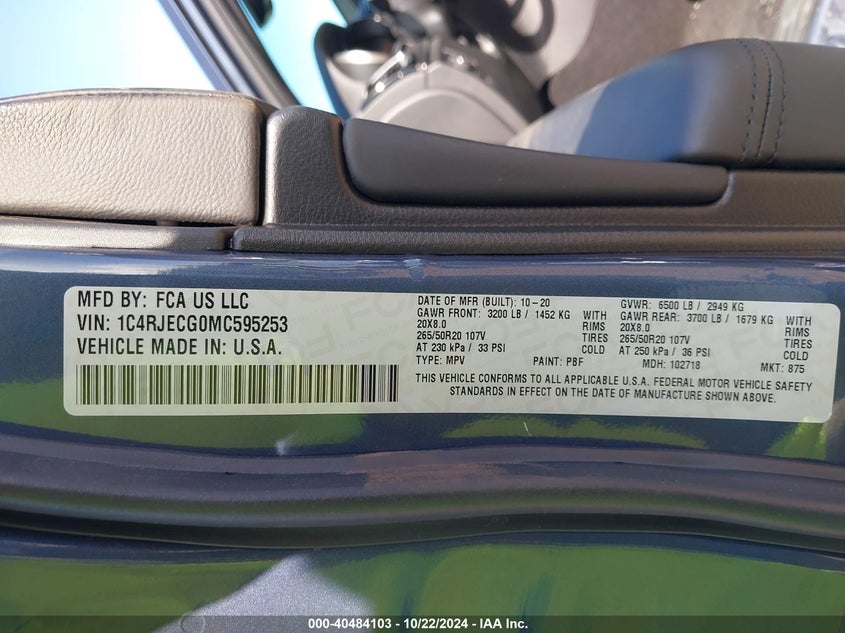 MFD BY: FCA US LLC
VIN: 1C4RJECG0MC595253
VEHICLE MADE IN: U.S.A.
DATE OF MFR (BUILT): 10-20 GVWR: 6500 LB / 2949 KG
GAWR FRONT: 3200 LB / 1452 KG WITH GAWR REAR: 3700 LB / 1679 KG WITH
20X8.0 RIMS 20X8.0 RIMS
265/50R20 107V TIRES 265/50R20 107V TIRES
AT 230 kPa / 33 PSI COLD AT 250 kPa / 36 PSI COLD
TYPE: MPV PAINT: PBF MDH: 102718 MKT: 875
THIS VEHICLE CONFORMS TO ALL APPLICABLE U.S.A. FEDERAL MOTOR VEHICLE SAFETY
STANDARDS IN EFFECT ON THE DATE OF MANUFACTURE SHOWN ABOVE.
000-40484103 - 10/22/2024 - IAA Inc.